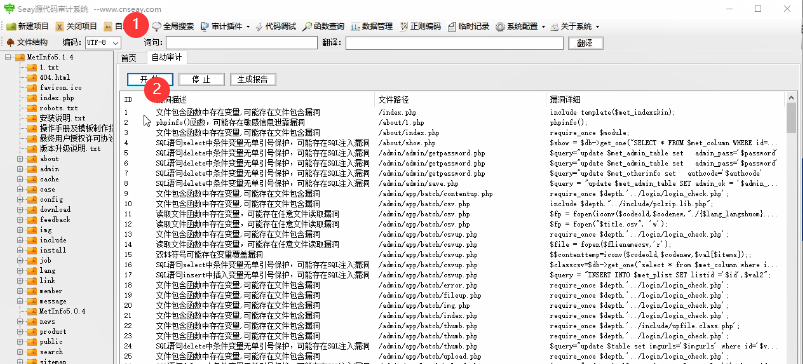 Seay源代码审计系统 --www.cnseay.com
新建项目 关闭项目 自 全局搜索 审计插件 代码调试 函数查询 数据管理 正则编码 临时记录 系统配置 关于系统
1
文件结构 编码: UTF-8 词句: 翻译: 翻译
MetInfo5.1.4 首页 自动审计
开 停 止 生成报告
2
ID 漏洞描述 文件路径 漏洞详细
1 文件包含函数中存在变量,可能存在文件包含漏洞 /index.php include template($met_indexskin);
2 phpinfo()函数,可能存在敏感信息泄露漏洞 /about/1.php phpinfo();
3 文件包含函数中存在变量,可能存在文件包含漏洞 /about/index.php require_once $module;
4 SQL语句select中条件变量无单引号保护,可能存在SQL注入漏洞 /about/show.php $show = $db->get_one("SELECT * FROM $met_column WHERE id=...
5 SQL语句select中条件变量无单引号保护,可能存在SQL注入漏洞 /admin/admin/getpassword.php $query="update $met_admin_table set admin_pass='$password'
6 SQL语句select中条件变量无单引号保护,可能存在SQL注入漏洞 /admin/admin/getpassword.php $query="update $met_admin_table set admin_pass='$password'
7 SQL语句select中条件变量无单引号保护,可能存在SQL注入漏洞 /admin/admin/getpassword.php $query="update $met_otherinfo set authcode='$authcode'
8 SQL语句select中条件变量无单引号保护,可能存在SQL注入漏洞 /admin/admin/save.php $query = "update $met_admin_table SET admin_ok = '$admin_...
9 文件包含函数中存在变量,可能存在文件包含漏洞 /admin/app/batch/contentup.php require_once $depth.'../login/login_check.php';
10 文件包含函数中存在变量,可能存在文件包含漏洞 /admin/app/batch/csv.php include $depth."../include/pclzip.lib.php";
11 读取文件函数中存在变量,可能存在任意文件读取漏洞 /admin/app/batch/csv.php
12 读取文件函数中存在变量,可能存在任意文件读取漏洞 /admin/app/batch/csv.php $fp = fopen("$title.csv", 'w');
13 文件包含函数中存在变量,可能存在文件包含漏洞 /admin/app/batch/csvup.php require_once $depth.'../login/login_check.php';
14 读取文件函数中存在变量,可能存在任意文件读取漏洞 /admin/app/batch/csvup.php $file = fopen($filenamecsv,'r');
15 双$$符号可能存在变量覆盖漏洞 /admin/app/batch/csvup.php $$contenttemp=iconv($codeold,$codenew,$val[$items]);
16 SQL语句select中条件变量无单引号保护,可能存在SQL注入漏洞 /admin/app/batch/csvup.php $classcsv=$db->get_one("select * from $met_column where i...
17 SQL语句insert中插入变量无单引号保护,可能存在SQL注入漏洞 /admin/app/batch/csvup.php $query = "INSERT INTO $met_plist SET listid ='$id',$val2";
18 文件包含函数中存在变量,可能存在文件包含漏洞 /admin/app/batch/error.php require_once $depth.'../login/login_check.php';
19 文件包含函数中存在变量,可能存在文件包含漏洞 /admin/app/batch/fileup.php require_once $depth.'../login/login_check.php';
20 文件包含函数中存在变量,可能存在文件包含漏洞 /admin/app/batch/img.php require_once $depth.'../login/login_check.php';
21 文件包含函数中存在变量,可能存在文件包含漏洞 /admin/app/batch/index.php require_once $depth.'../login/login_check.php';
22 文件包含函数中存在变量,可能存在文件包含漏洞 /admin/app/batch/thumb.php require_once $depth.'../include/upfile.class.php';
23 文件包含函数中存在变量,可能存在文件包含漏洞 /admin/app/batch/thumb.php require_once $depth.'../login/login_check.php';
24 SQL语句select中条件变量无单引号保护,可能存在SQL注入漏洞 /admin/app/batch/thumb.php $query="update $table set imgurls='$imgurls' where id='$v...
25 文件包含函数中存在变量,可能存在文件包含漏洞 /admin/app/batch/upload.php require_once $depth.'../login/login_check.php';
1.txt
404.html
favicon.ico
index.php
robots.txt
安装说明.txt
操作手册及模板制作指
最终用户授权许可协议
版本升级说明.txt
about
admin
cache
case
config
download
feedback
img
include
install
job
lang
link
member
message
MetInfo5.0.4
news
product
public
search
sitemap